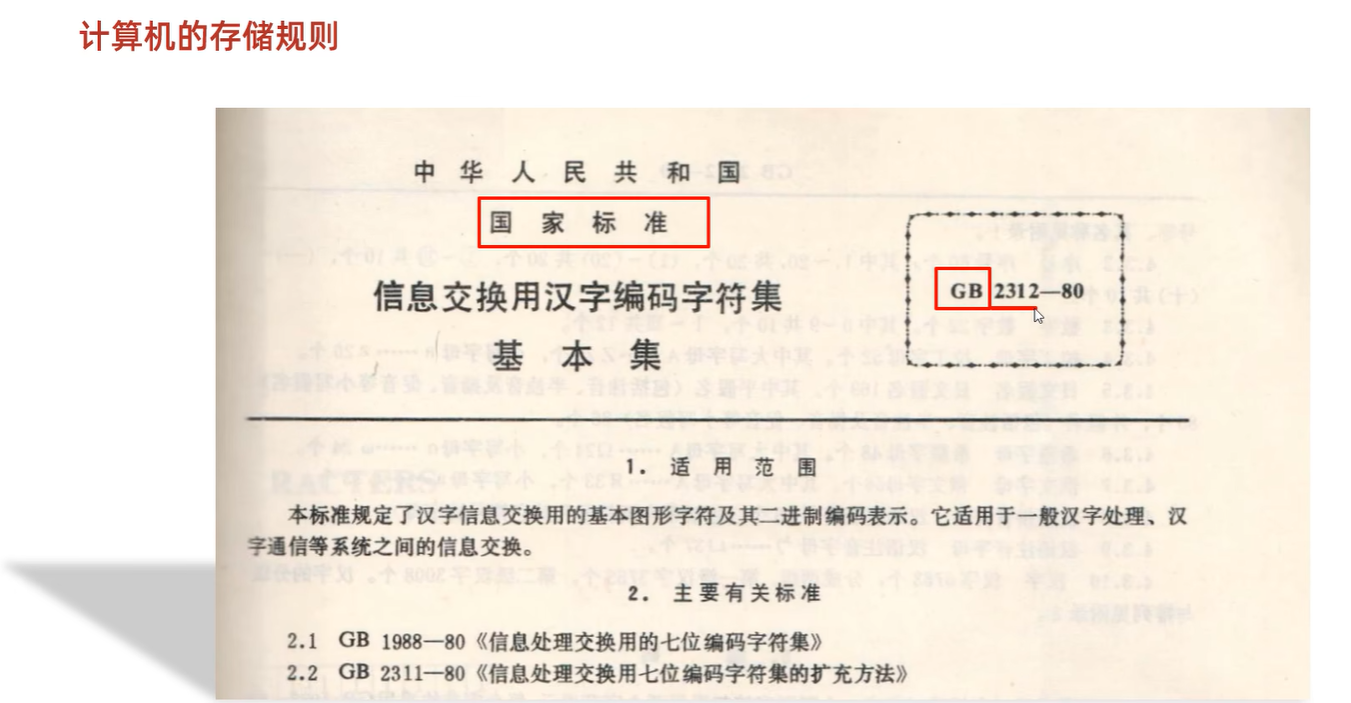 计算机的存储规则
中华人民共和国
国家标准
信息交换用汉字编码字符集
基本集
GB 2312—80
1. 适用范围
本标准规定了汉字信息交换用的基本图形字符及其二进制编码表示。它适用于一般汉字处理、汉
字通信等系统之间的信息交换。
2. 主要有关标准
2.1 GB 1988—80《信息处理交换用的七位编码字符集》
2.2 GB 2311—80《信息处理交换用七位编码字符集的扩充方法》